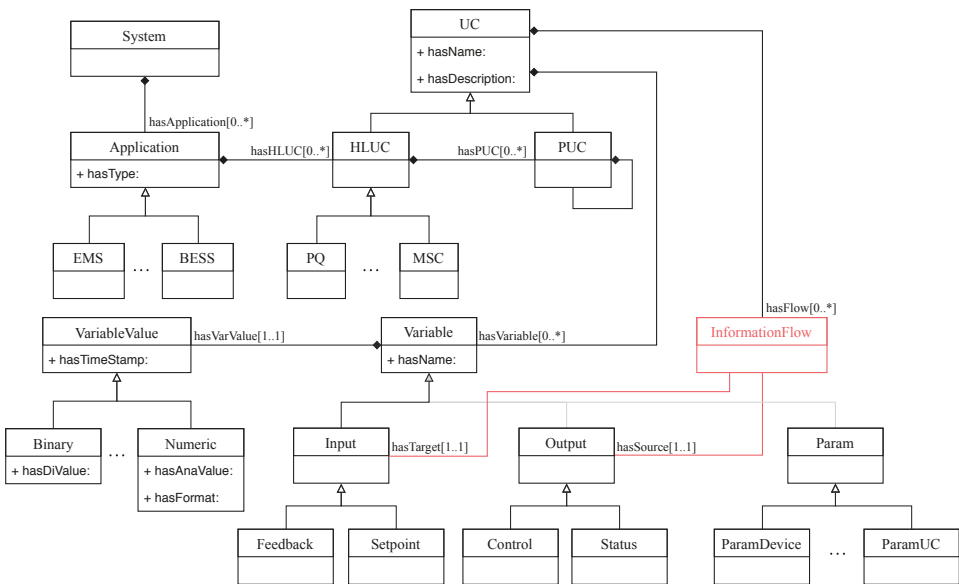 System
UC
+ hasName:
+ hasDescription:
hasApplication[0..*]
Application
+ hasType:
hasHLUC[0..*]
HLUC
hasPUC[0..*]
PUC
EMS
...
BESS
PQ
...
MSC
hasFlow[0..*]
VariableValue
+ hasTimeStamp:
hasVarValue[1..1]
Variable
+ hasName:
hasVariable[0..*]
InformationFlow
Binary
+ hasDiValue:
...
Numeric
+ hasAnaValue:
+ hasFormat:
Input
hasTarget[1..1]
Output
hasSource[1..1]
Param
Feedback
Setpoint
Control
Status
ParamDevice
...
ParamUC